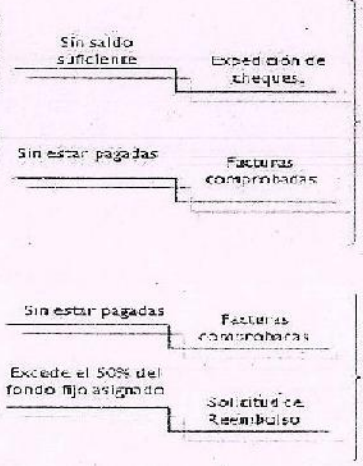 Sin saldo
suficiente
Expedición de
cheques.
Sin estar pagadas
Facturas
comprobadas
Sin estar pagadas
Facturas
comprobadas
Excede el 50% del
fondo fijo asignado
Solicitud de
Reembolso